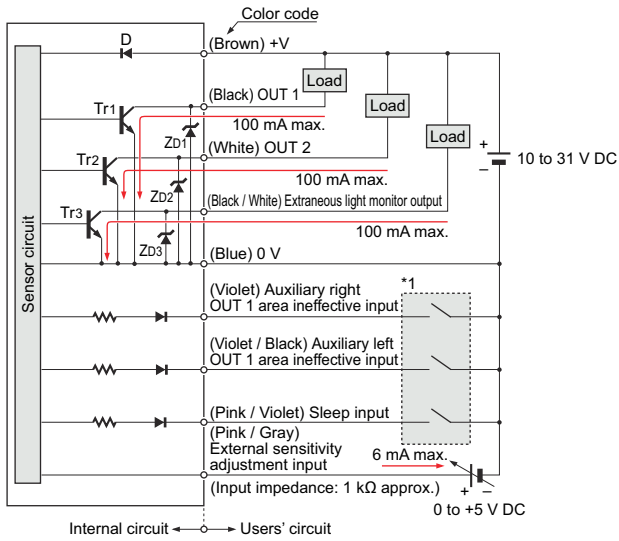 Color code
D
(Brown) +V
(Black) OUT 1
Load
Tr1
100 mA max.
Load
ZD1
(White) OUT 2
Load
+
–
10 to 31 V DC
Tr2
100 mA max.
ZD2
(Black / White) Extraneous light monitor output
Tr3
100 mA max.
ZD3
(Blue) 0 V
Sensor circuit
*1
(Violet) Auxiliary right
OUT 1 area ineffective input
(Violet / Black) Auxiliary left
OUT 1 area ineffective input
(Pink / Violet) Sleep input
(Pink / Gray)
External sensitivity
adjustment input
6 mA max.
(Input impedance: 1 kΩ approx.)
+
–
0 to +5 V DC
Internal circuit
Users' circuit